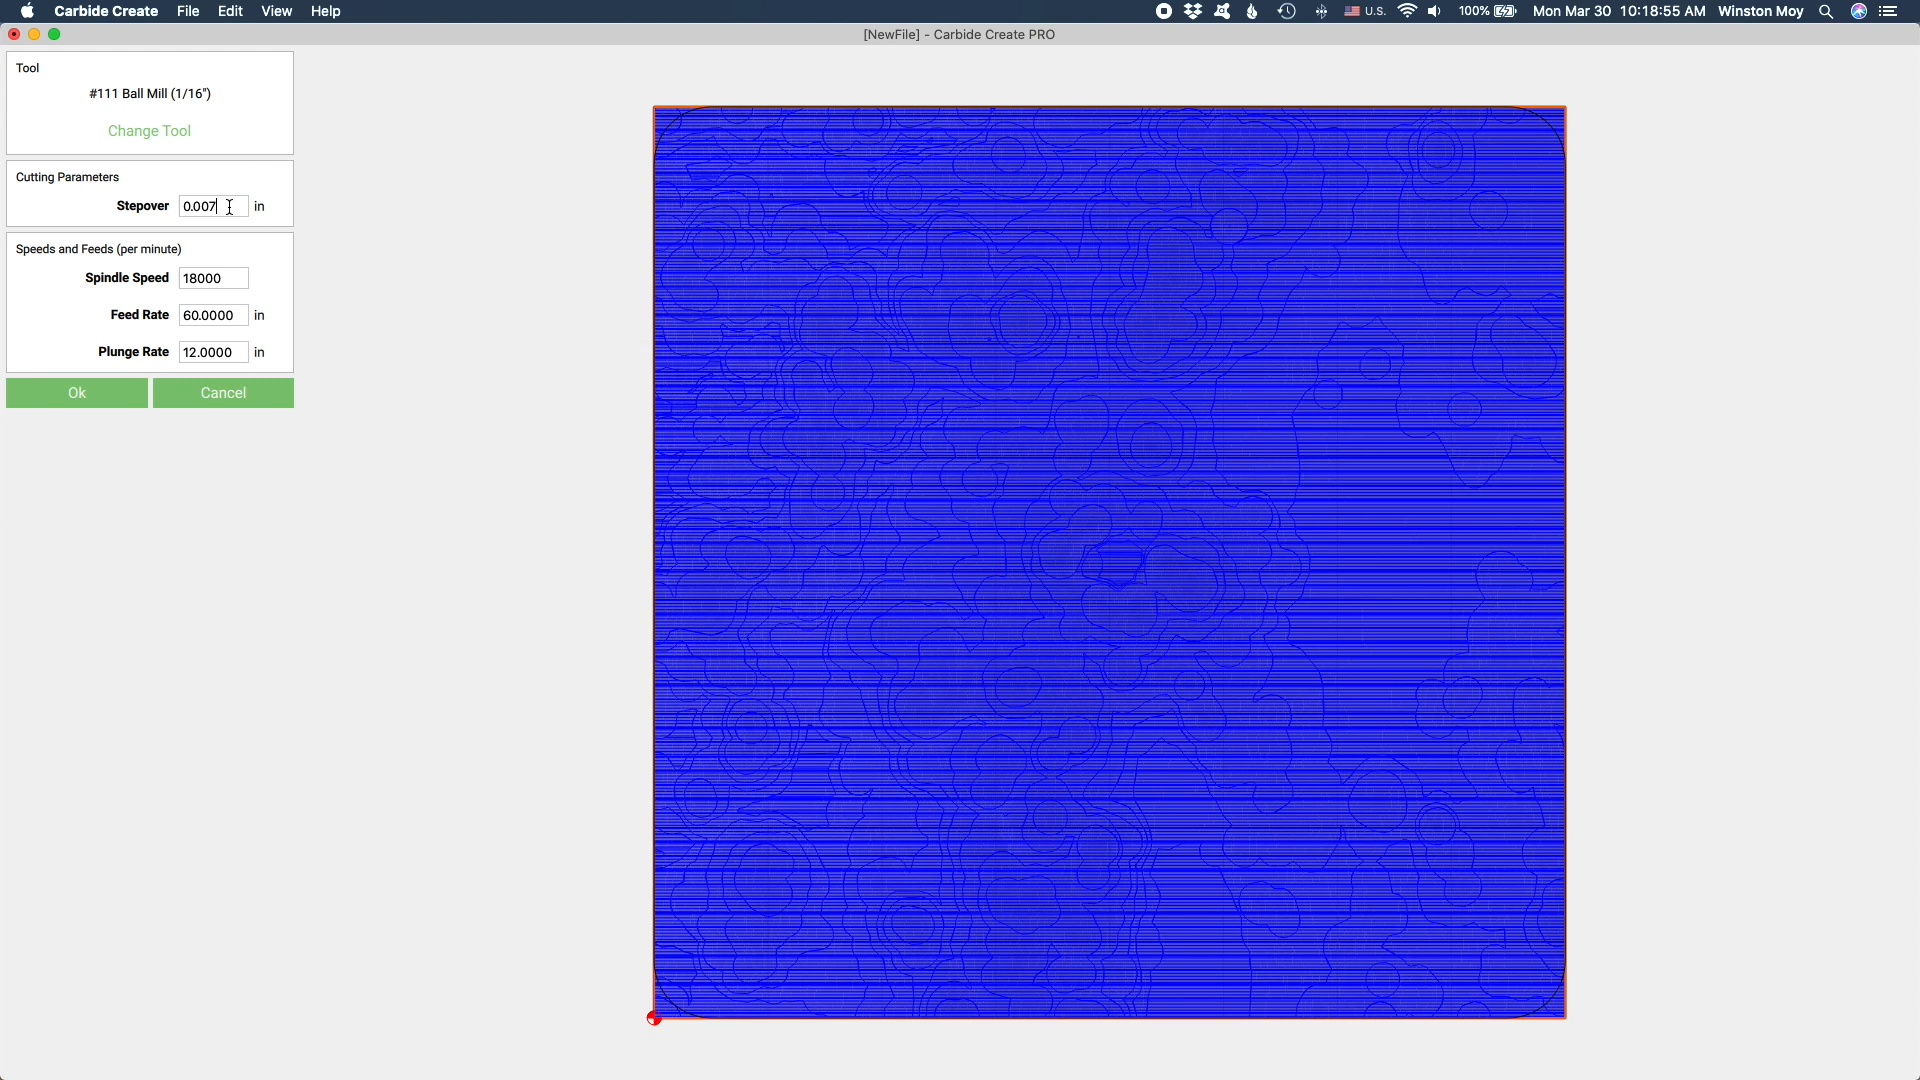 Carbide Create File Edit View Help U.S. 100% Mon Mar 30 10:18:55 AM Winston Moy
[NewFile] - Carbide Create PRO
Tool
#111 Ball Mill (1/16")
Change Tool
Cutting Parameters
Stepover 0.007 in
Speeds and Feeds (per minute)
Spindle Speed 18000
Feed Rate 60.0000 in
Plunge Rate 12.0000 in
Ok Cancel